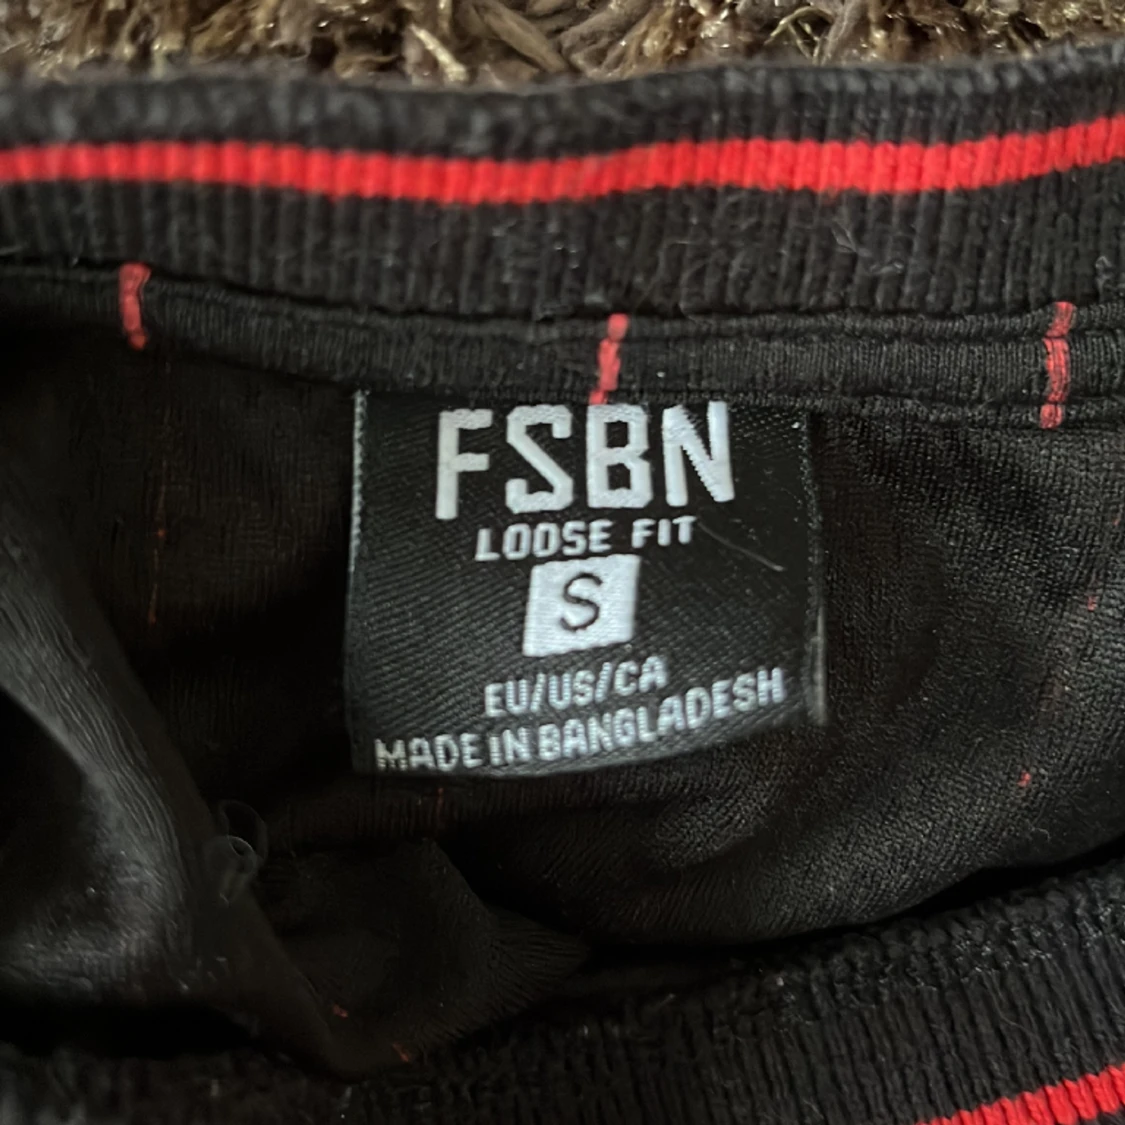 FSBN
LOOSE FIT
S
EU/US/CA
MADE IN BANGLADESH